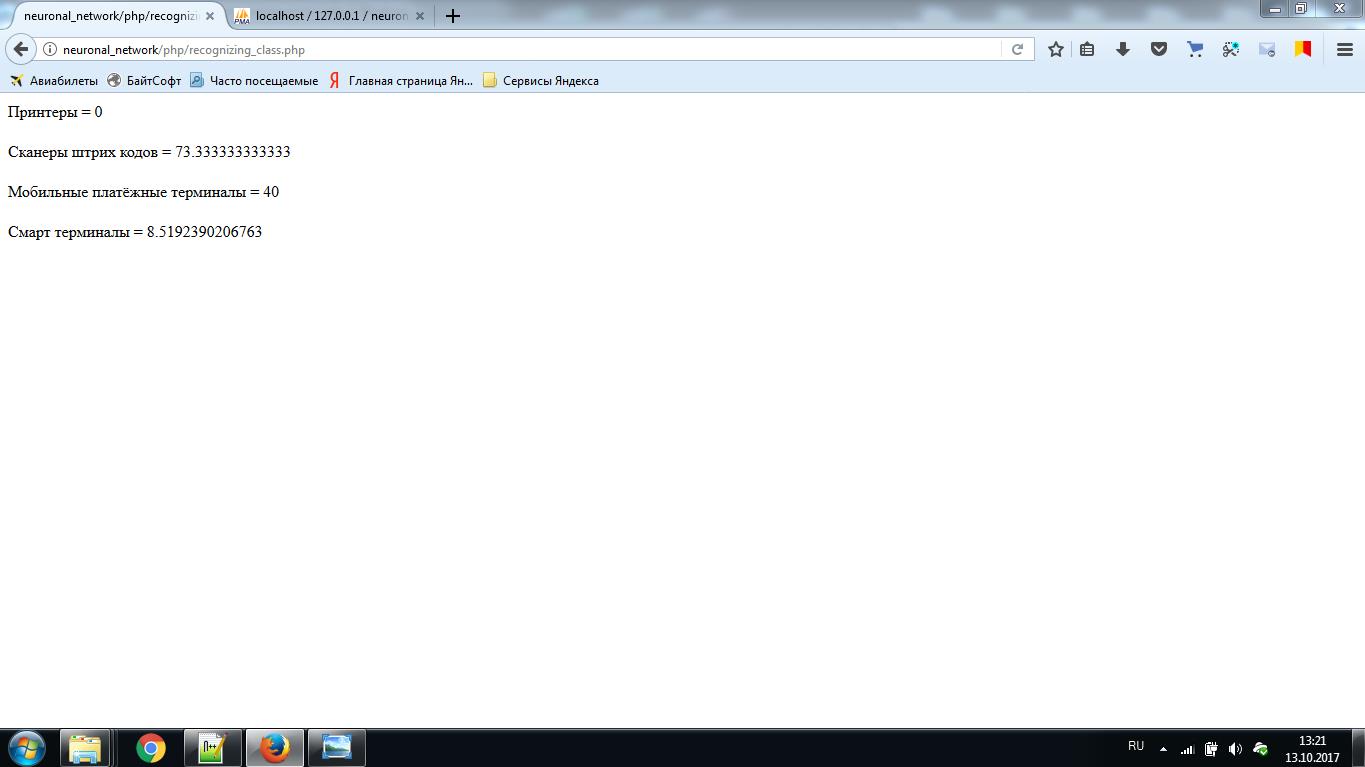 neuronal_network/php/recognizi
localhost / 127.0.0.1 / neuron
neuronal_network/php/recognizing_class.php
Авиабилеты БайтСофт Часто посещаемые Главная страница Ян... Сервисы Яндекса
Принтеры = 0
Сканеры штрих кодов = 73.333333333333
Мобильные платёжные терминалы = 40
Смарт терминалы = 8.5192390206763
RU
13:21
13.10.2017